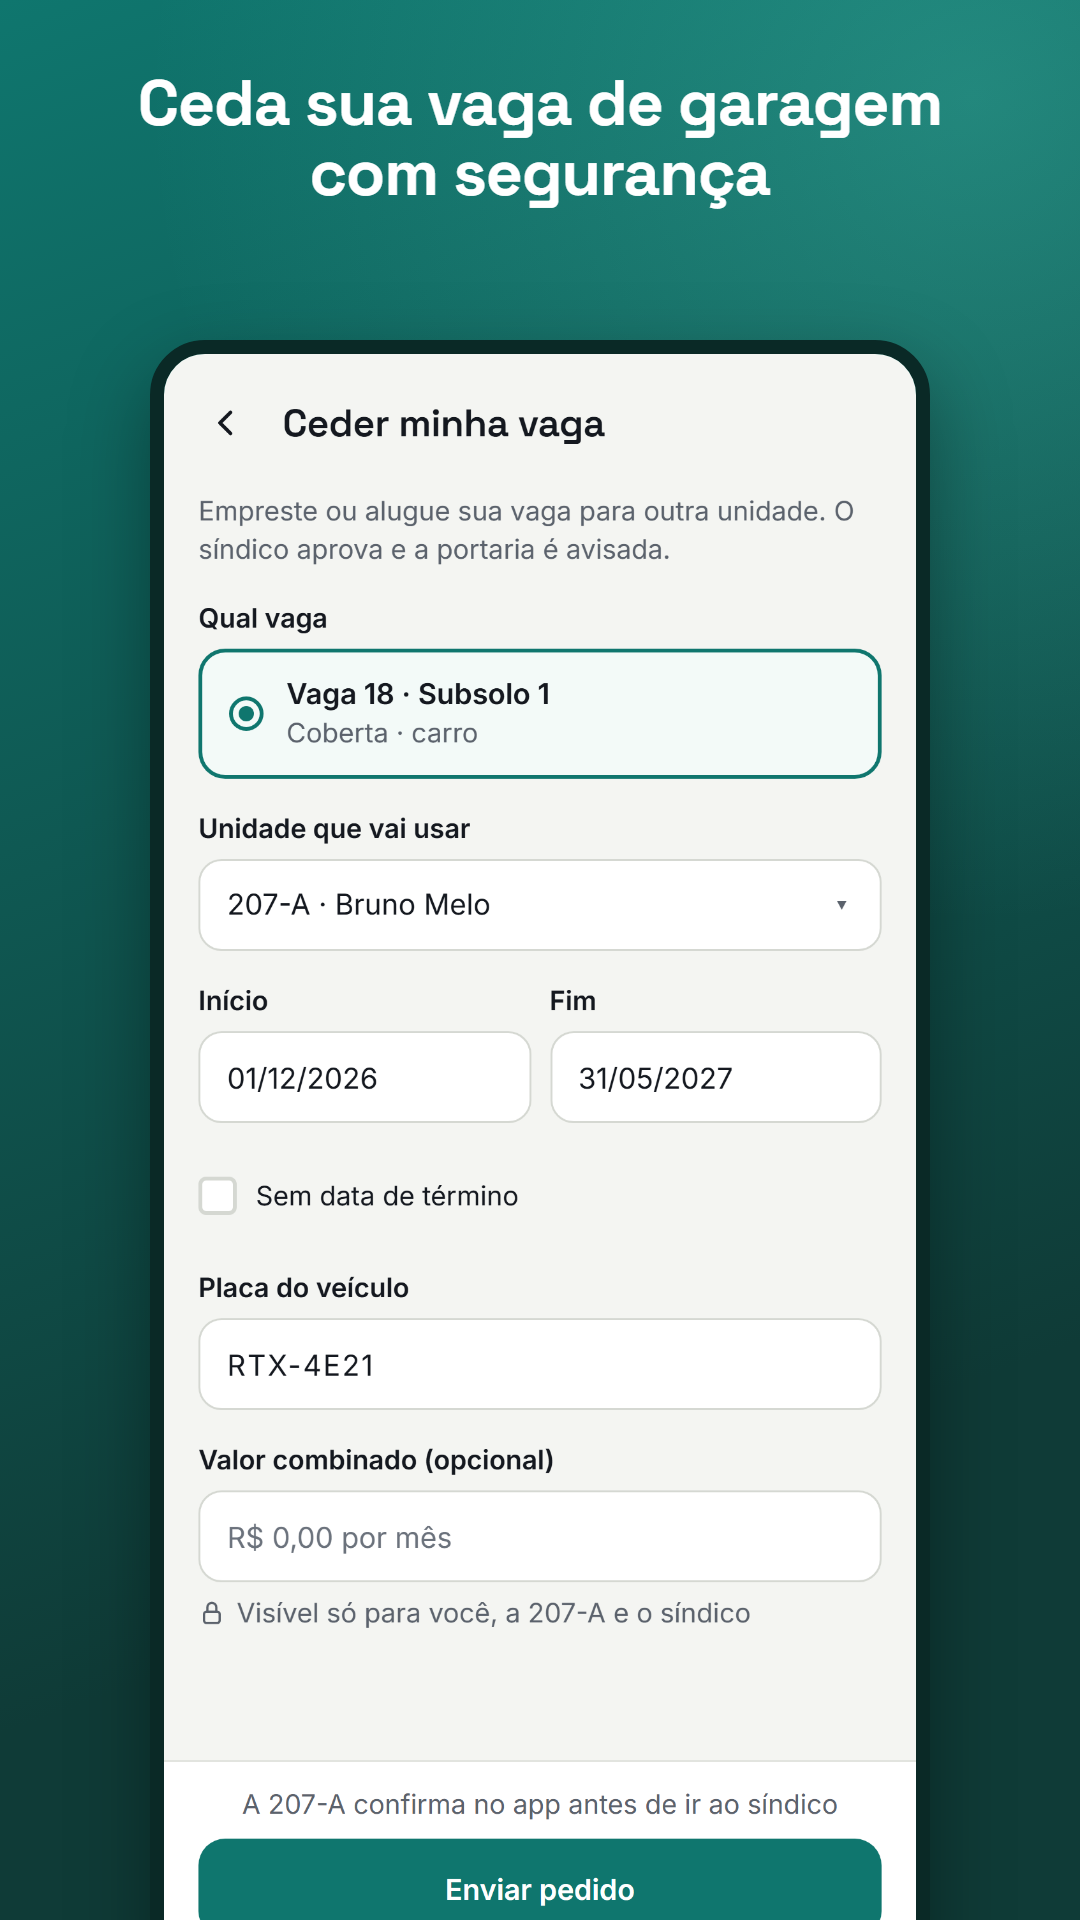 Ceda sua vaga de garagem
com segurança
Ceder minha vaga
Empreste ou alugue sua vaga para outra unidade. O
síndico aprova e a portaria é avisada.
Qual vaga
Vaga 18 · Subsolo 1
Coberta · carro
Unidade que vai usar
207-A · Bruno Melo
Início
Fim
01/12/2026
31/05/2027
Sem data de término
Placa do veículo
RTX-4E21
Valor combinado (opcional)
R$ 0,00 por mês
Visível só para você, a 207-A e o síndico
A 207-A confirma no app antes de ir ao síndico
Enviar pedido